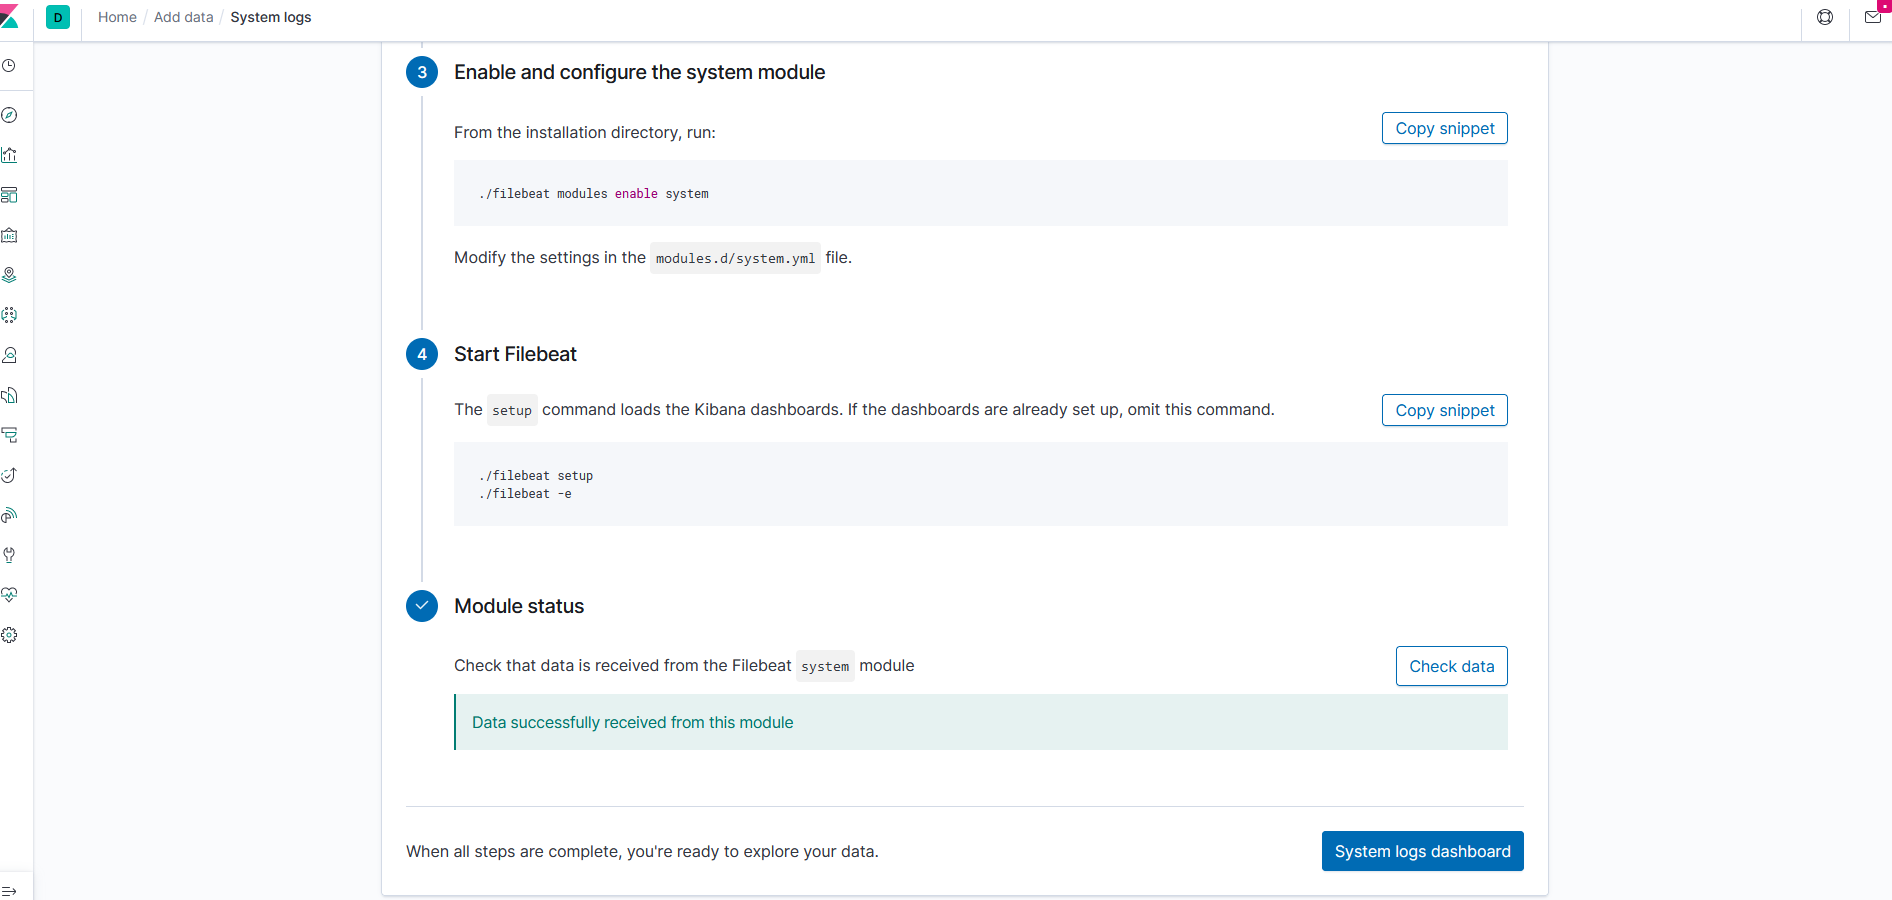 D Home / Add data / System logs
3 Enable and configure the system module
From the installation directory, run:
Copy snippet
./filebeat modules enable system
Modify the settings in the modules.d/system.yml file.
4 Start Filebeat
The setup command loads the Kibana dashboards. If the dashboards are already set up, omit this command.
Copy snippet
./filebeat setup
./filebeat -e
Module status
Check that data is received from the Filebeat system module
Check data
Data successfully received from this module
When all steps are complete, you're ready to explore your data.
System logs dashboard